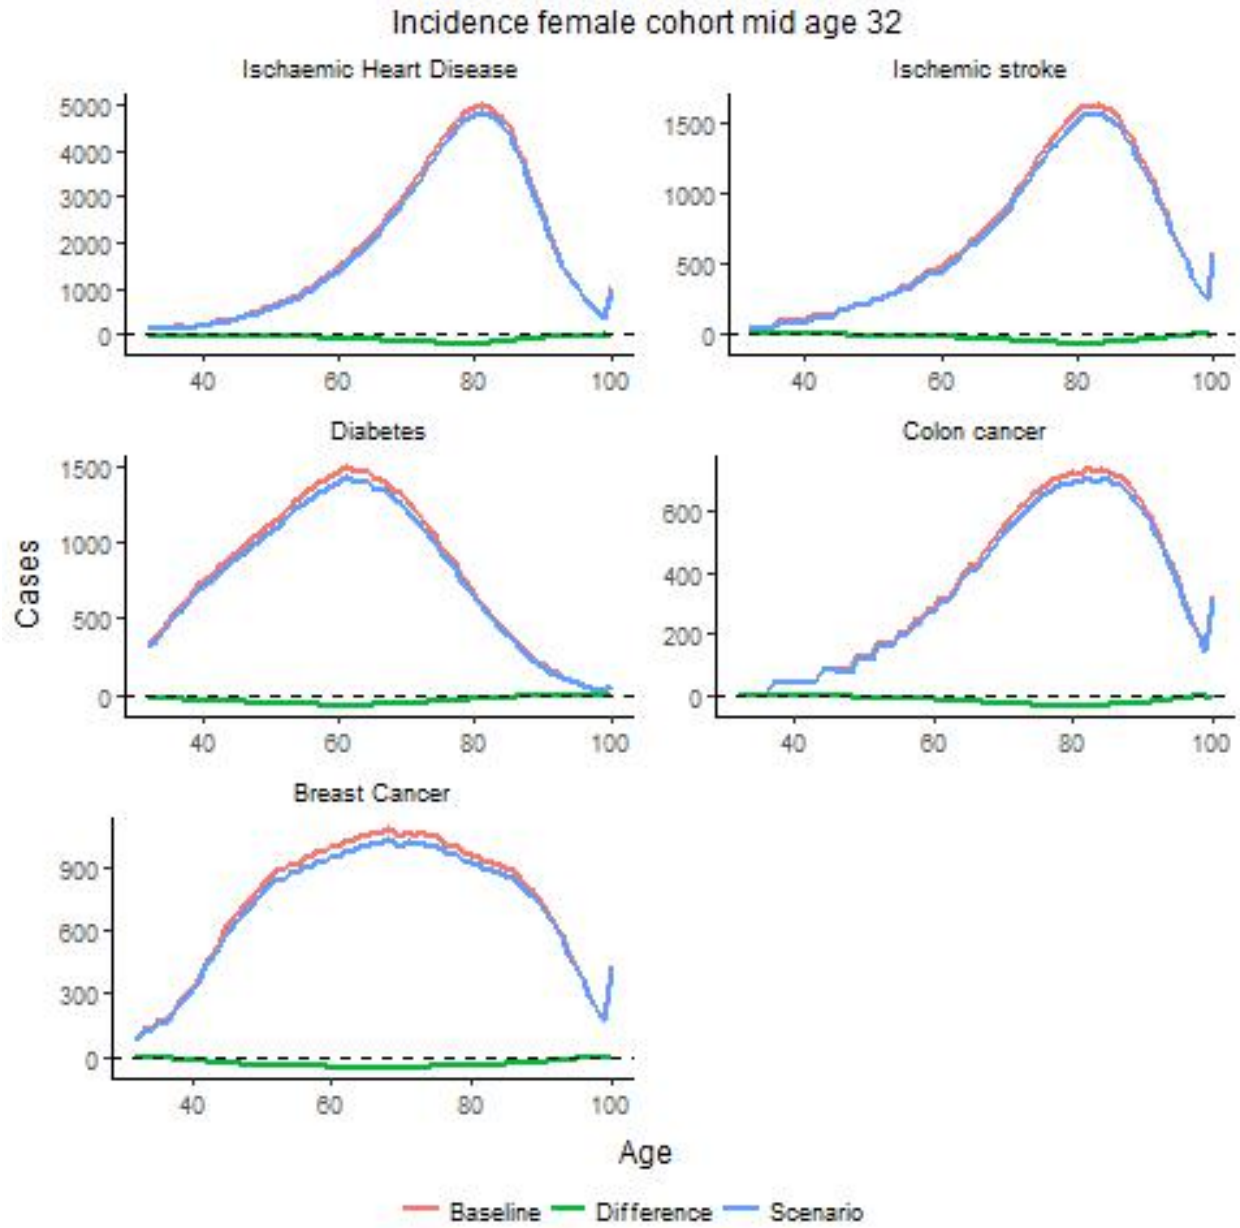 Incidence female cohort mid age 32
Ischaemic Heart Disease
5000
4000
3000
2000
1000
0
40 60 80 100
Ischemic stroke
1500
1000
500
0
40 60 80 100
Diabetes
1500
1000
500
0
40 60 80 100
Colon cancer
600
400
200
0
40 60 80 100
Breast Cancer
900
600
300
0
40 60 80 100
Cases
Age
Baseline Difference Scenario